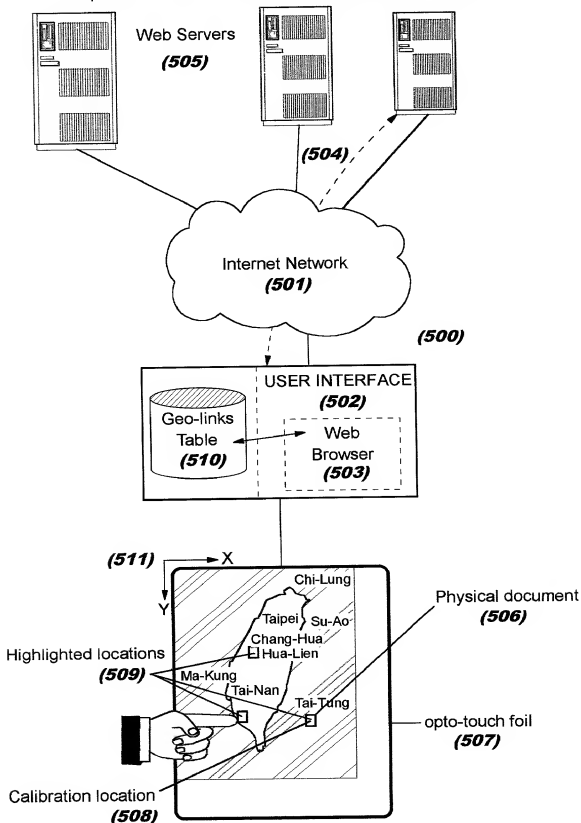 Web Servers
(505)
(504)
Internet Network
(501)
(500)
USER INTERFACE
(502)
Geo-links
Table
(510)
Web
Browser
(503)
(511)
X
Y
Chi-Lung
Taipei
Su-Ao
Chang-Hua
Hua-Lien
Ma-Kung
Tai-Nan
Tai-Tung
Physical document
(506)
Highlighted locations
(509)
opto-touch foil
(507)
Calibration location
(508)